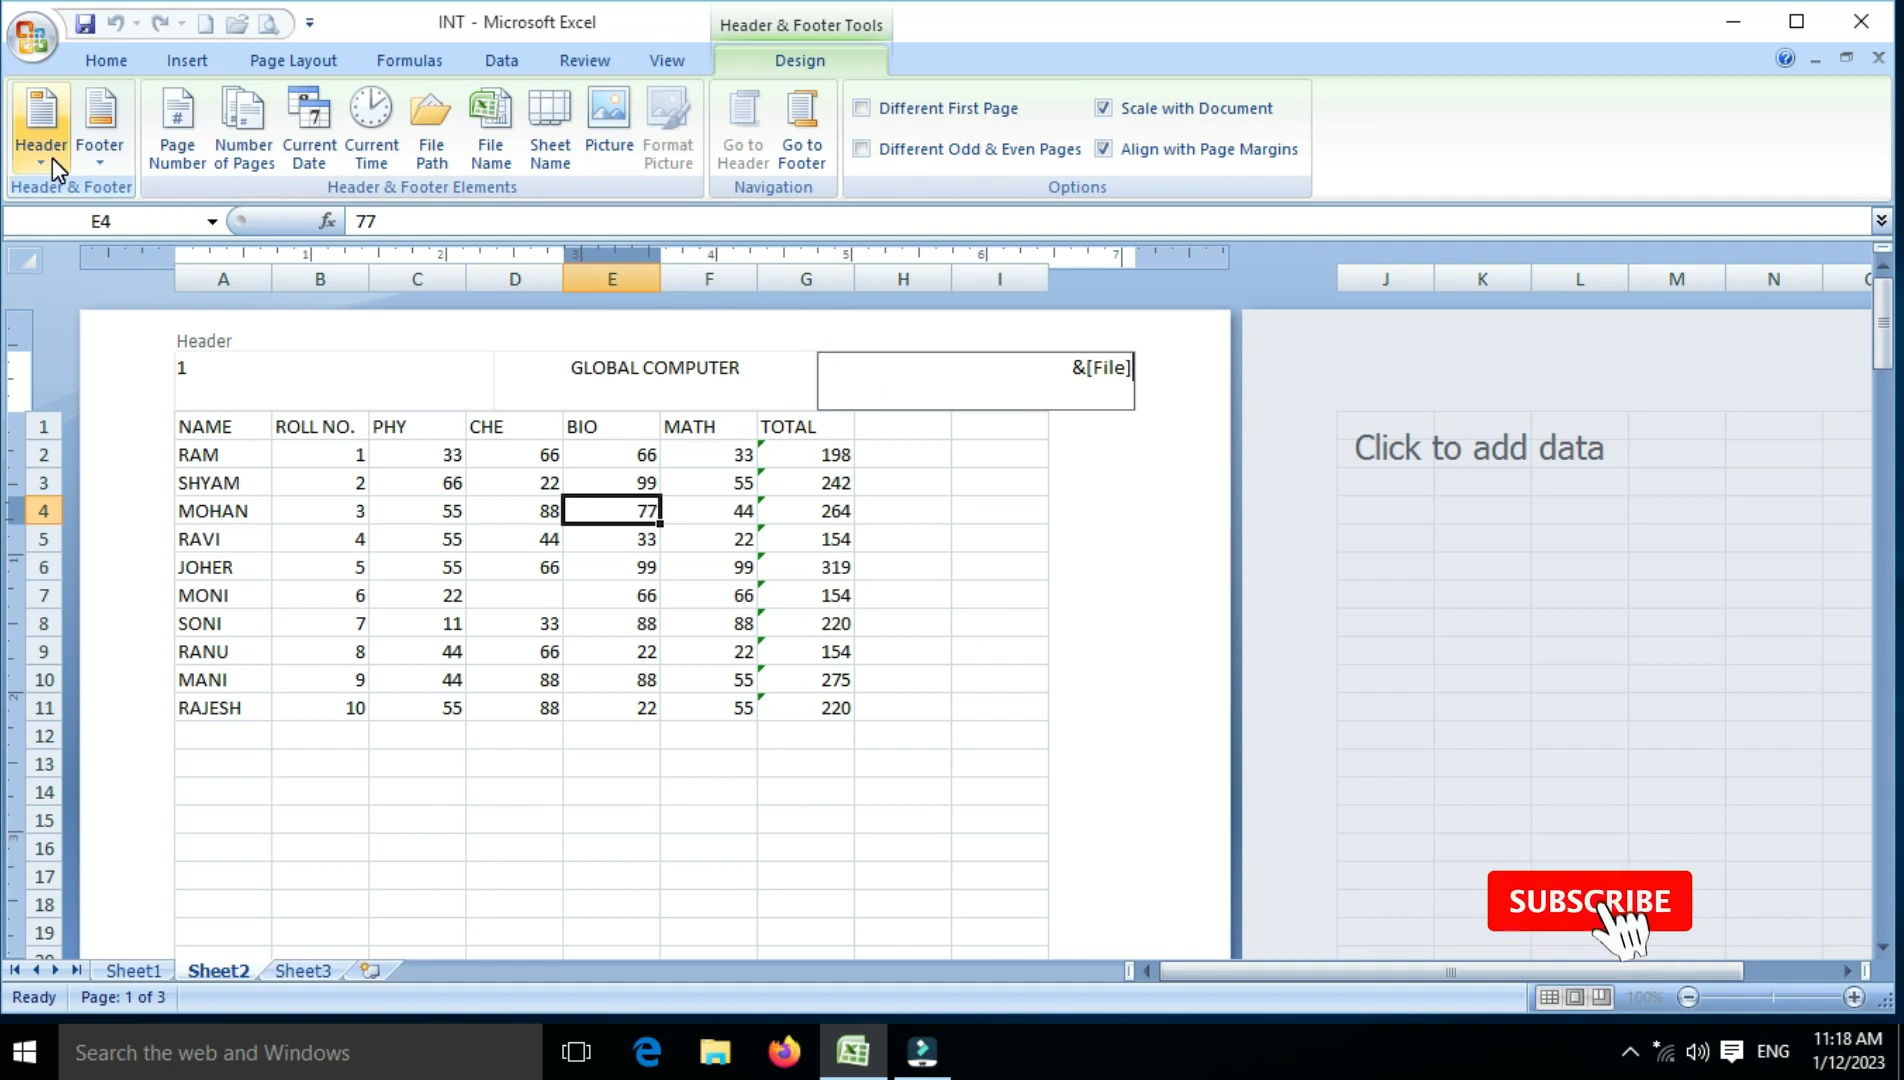 INT - Microsoft Excel
Header & Footer Tools
Home Insert Page Layout Formulas Data Review View Design
Header Footer Page Number Number of Pages Current Date Current Time File Path File Name Sheet Name Picture Format Picture Go to Header Go to Footer
Different First Page Scale with Document
Different Odd & Even Pages Align with Page Margins
Header & Footer Header & Footer Elements Navigation Options
E4 fx 77
1 2 3 4 5 6 7
A B C D E F G H I J K L M N
Header
1 GLOBAL COMPUTER &[File]
1 NAME ROLL NO. PHY CHE BIO MATH TOTAL
2 RAM 1 33 66 66 33 198
Click to add data
3 SHYAM 2 66 22 99 55 242
4 MOHAN 3 55 88 77 44 264
5 RAVI 4 55 44 33 22 154
6 JOHER 5 55 66 99 99 319
7 MONI 6 22 66 66 154
8 SONI 7 11 33 88 88 220
9 RANU 8 44 66 22 22 154
10 MANI 9 44 88 88 55 275
11 RAJESH 10 55 88 22 55 220
12
13
14
15
16
17
18
19
SUBSCRIBE
Sheet1 Sheet2 Sheet3
Ready Page: 1 of 3 100%
Search the web and Windows
ENG
11:18 AM
1/12/2023